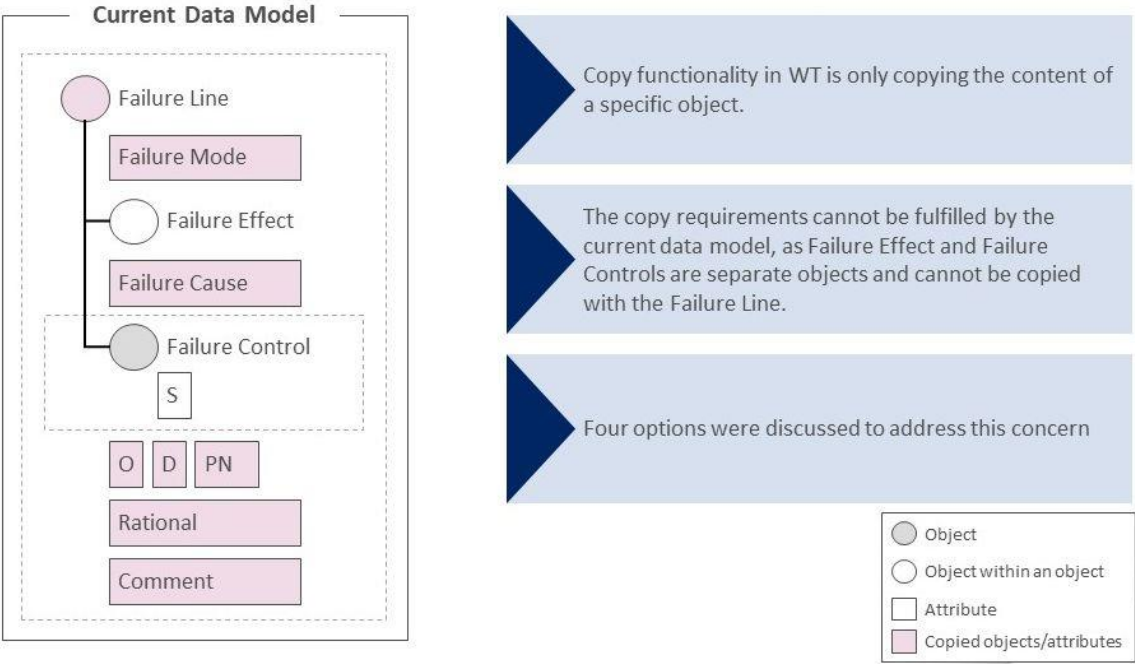 Current Data Model
Failure Line
Failure Mode
Failure Effect
Failure Cause
Failure Control
S
O D PN
Rational
Comment
Copy functionality in WT is only copying the content of
a specific object.
The copy requirements cannot be fulfilled by the
current data model, as Failure Effect and Failure
Controls are separate objects and cannot be copied
with the Failure Line.
Four options were discussed to address this concern
Object
Object within an object
Attribute
Copied objects/attributes